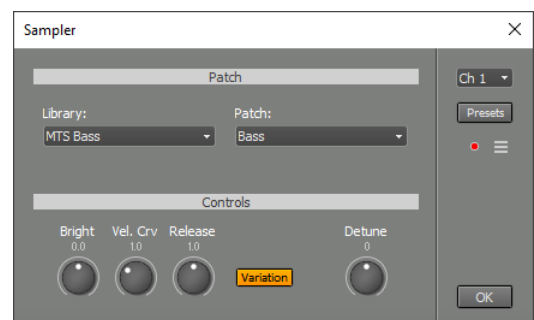 Sampler
Patch
Ch 1
Library:
Patch:
Presets
MTS Bass
Bass
Controls
Bright
Vel. Crv
Release
Detune
0.0
1.0
1.0
0
Variation
OK